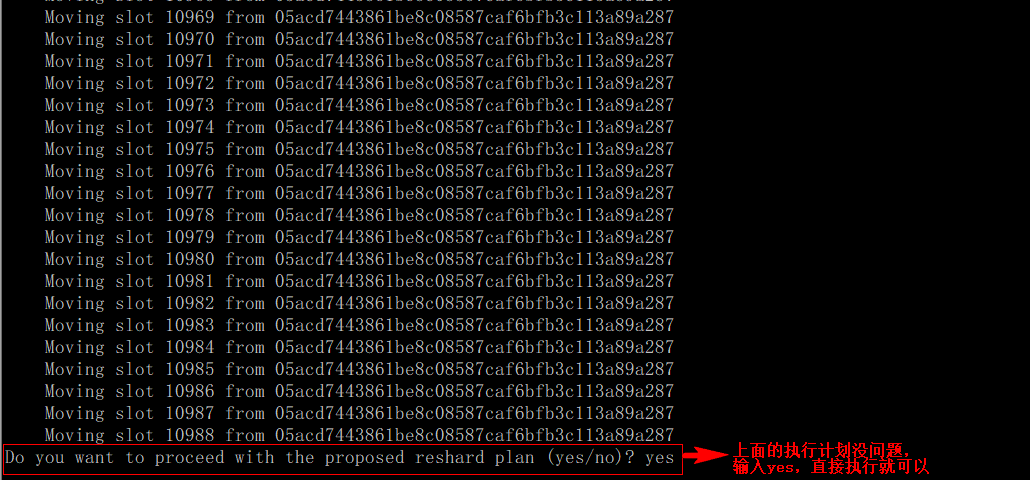 Moving slot 10969 from 05acd7443861be8c08587caf6bfb3c113a89a287
Moving slot 10970 from 05acd7443861be8c08587caf6bfb3c113a89a287
Moving slot 10971 from 05acd7443861be8c08587caf6bfb3c113a89a287
Moving slot 10972 from 05acd7443861be8c08587caf6bfb3c113a89a287
Moving slot 10973 from 05acd7443861be8c08587caf6bfb3c113a89a287
Moving slot 10974 from 05acd7443861be8c08587caf6bfb3c113a89a287
Moving slot 10975 from 05acd7443861be8c08587caf6bfb3c113a89a287
Moving slot 10976 from 05acd7443861be8c08587caf6bfb3c113a89a287
Moving slot 10977 from 05acd7443861be8c08587caf6bfb3c113a89a287
Moving slot 10978 from 05acd7443861be8c08587caf6bfb3c113a89a287
Moving slot 10979 from 05acd7443861be8c08587caf6bfb3c113a89a287
Moving slot 10980 from 05acd7443861be8c08587caf6bfb3c113a89a287
Moving slot 10981 from 05acd7443861be8c08587caf6bfb3c113a89a287
Moving slot 10982 from 05acd7443861be8c08587caf6bfb3c113a89a287
Moving slot 10983 from 05acd7443861be8c08587caf6bfb3c113a89a287
Moving slot 10984 from 05acd7443861be8c08587caf6bfb3c113a89a287
Moving slot 10985 from 05acd7443861be8c08587caf6bfb3c113a89a287
Moving slot 10986 from 05acd7443861be8c08587caf6bfb3c113a89a287
Moving slot 10987 from 05acd7443861be8c08587caf6bfb3c113a89a287
Moving slot 10988 from 05acd7443861be8c08587caf6bfb3c113a89a287
Do you want to proceed with the proposed reshard plan (yes/no)? yes
上面的执行计划没问题，
输入yes，直接执行就可以